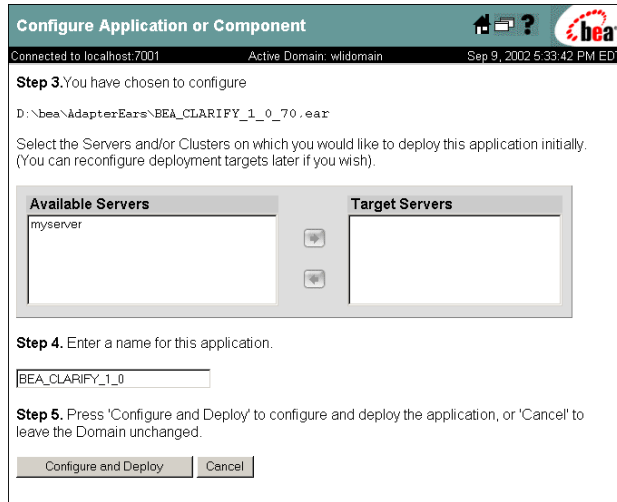 Configure Application or Component
?
bea
Connected to localhost:7001 Active Domain: wlidomain Sep 9, 2002 5:33:42 PM EDT
Step 3.You have chosen to configure
D:\bea\AdapterEars\BEA_CLARIFY_1_0_70.ear
Select the Servers and/or Clusters on which you would like to deploy this application initially.
(You can reconfigure deployment targets later if you wish).
Available Servers Target Servers
myserver
Step 4. Enter a name for this application.
BEA_CLARIFY_1_0
Step 5. Press 'Configure and Deploy' to configure and deploy the application, or 'Cancel' to
leave the Domain unchanged.
Configure and Deploy Cancel